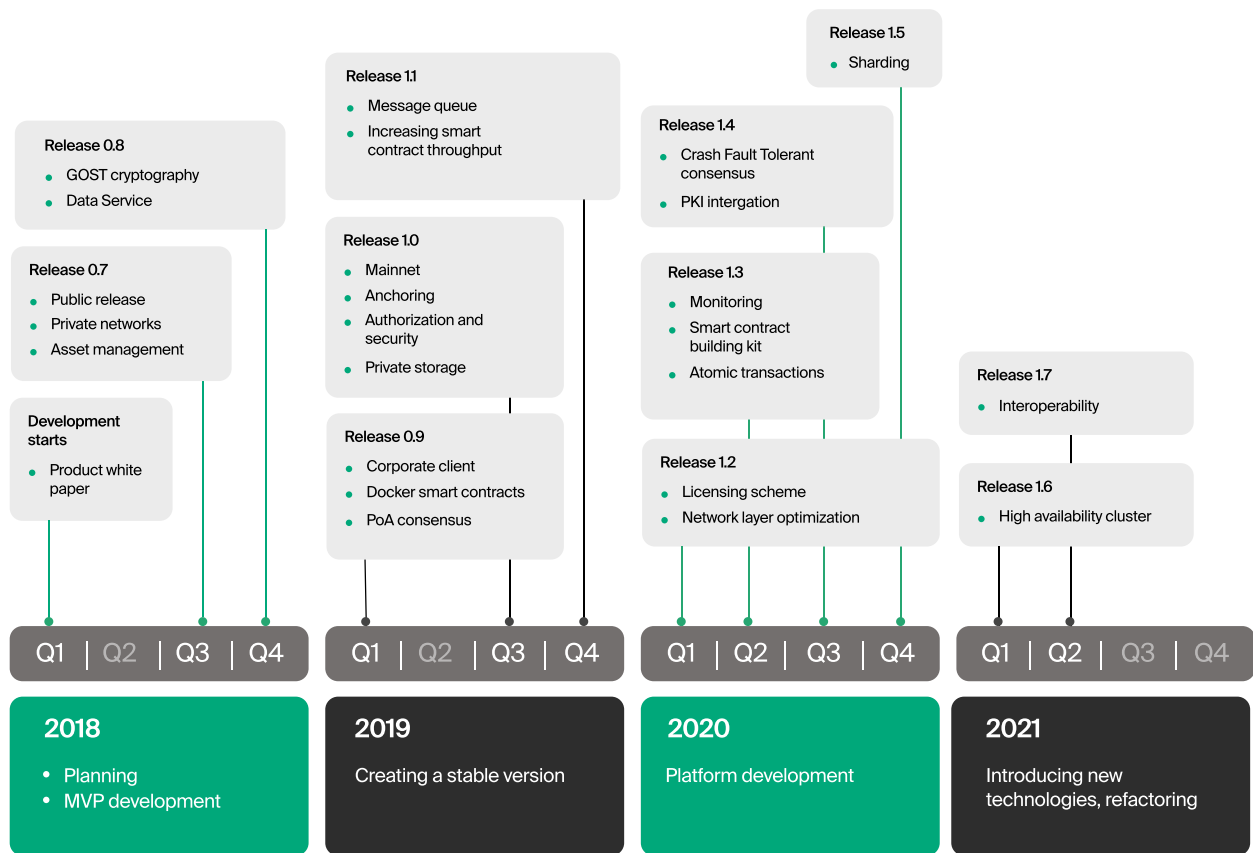 Release 0.8
GOST cryptography
Data Service
Release 0.7
Public release
Private networks
Asset management
Development
starts
Product white
paper
Q1
Q2
Q3
Q4
2018
Planning
MVP development
Release 1.1
Message queue
Increasing smart
contract throughput
Release 1.0
Mainnet
Anchoring
Authorization and
security
Private storage
Release 0.9
Corporate client
Docker smart contracts
PoA consensus
Q1
Q2
Q3
Q4
2019
Creating a stable version
Release 1.5
Sharding
Release 1.4
Crash Fault Tolerant
consensus
PKI intergation
Release 1.3
Monitoring
Smart contract
building kit
Atomic transactions
Release 1.2
Licensing scheme
Network layer optimization
Q1
Q2
Q3
Q4
2020
Platform development
Release 1.7
Interoperability
Release 1.6
High availability cluster
Q1
Q2
Q3
Q4
2021
Introducing new
technologies, refactoring